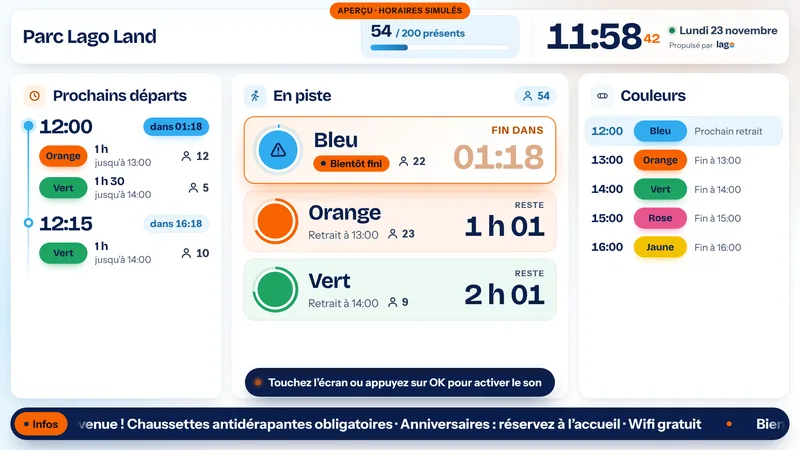 APERÇU · HORAIRES SIMULÉS
Parc Lago Land
54 / 200 présents
11:58 42
Lundi 23 novembre
Propulsé par lago
Prochains départs
12:00 dans 01:18
Orange 1 h 12
jusqu'à 13:00
Vert 1 h 30 5
jusqu'à 14:00
12:15 dans 16:18
Vert 1 h 10
jusqu'à 14:00
En piste 54
Bleu FIN DANS
Bientôt fini 22 01:18
Orange RESTE
Retrait à 13:00 23 1 h 01
Vert RESTE
Retrait à 14:00 9 2 h 01
Touchez l'écran ou appuyez sur OK pour activer le son
Couleurs
12:00 Bleu Prochain retrait
13:00 Orange Fin à 13:00
14:00 Vert Fin à 14:00
15:00 Rose Fin à 15:00
16:00 Jaune Fin à 16:00
Infos venue ! Chaussettes antidérapantes obligatoires · Anniversaires : réservez à l'accueil · Wifi gratuit • Bien